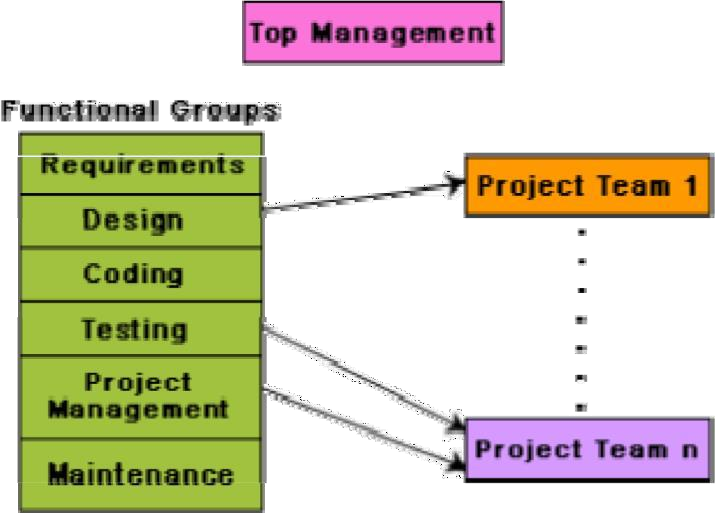 Top Management
Functional Groups
Requirements
Design
Coding
Testing
Project
Management
Maintenance
Project Team 1
Project Team n